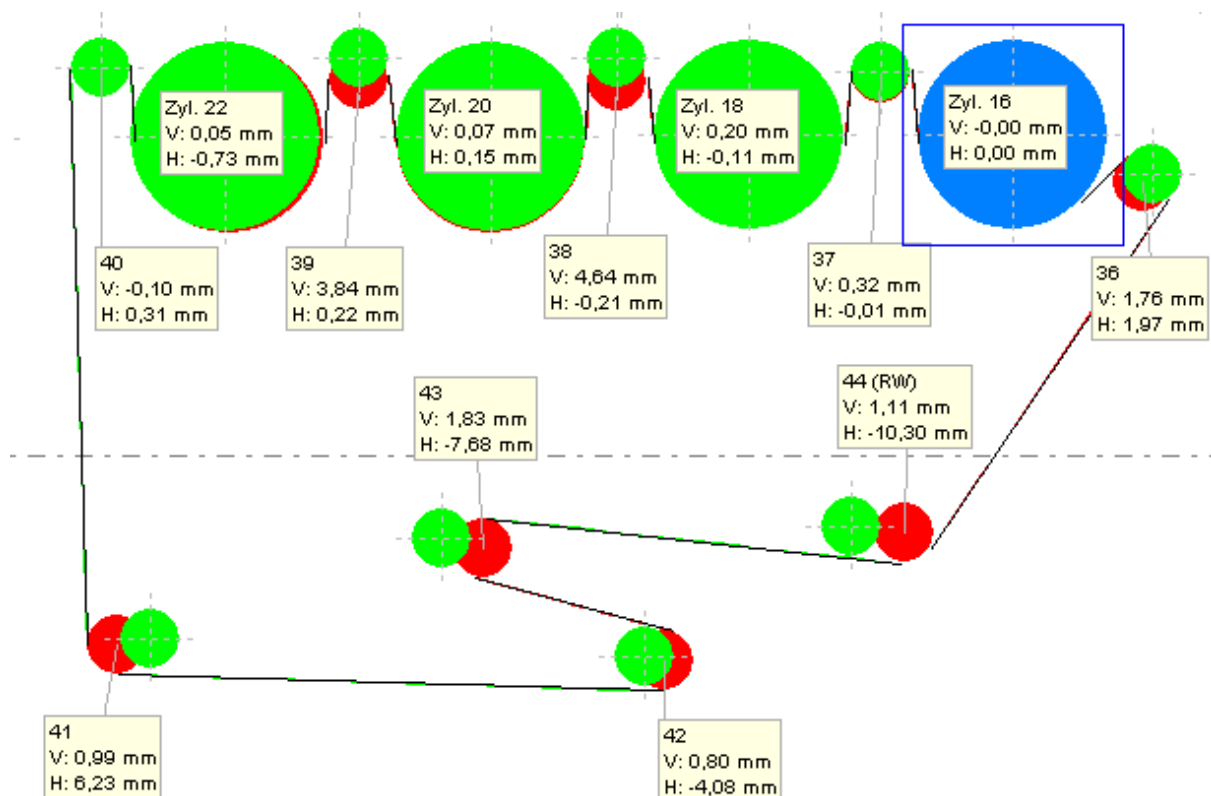 Zyl. 22
V: 0,05 mm
H: -0,73 mm
Zyl. 20
V: 0,07 mm
H: 0,15 mm
Zyl. 18
V: 0,20 mm
H: -0,11 mm
Zyl. 16
V: -0,00 mm
H: 0,00 mm
40
V: -0,10 mm
H: 0,31 mm
39
V: 3,84 mm
H: 0,22 mm
38
V: 4,64 mm
H: -0,21 mm
37
V: 0,32 mm
H: -0,01 mm
36
V: 1,76 mm
H: 1,97 mm
43
V: 1,83 mm
H: -7,68 mm
44 (RW)
V: 1,11 mm
H: -10,30 mm
41
V: 0,99 mm
H: 6,23 mm
42
V: 0,80 mm
H: -4,08 mm